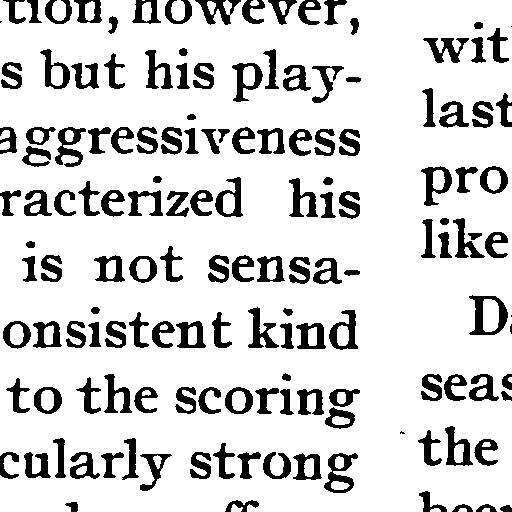 tion, however,
s but his play-
aggressiveness
racterized his
is not sensa-
onsistent kind
to the scoring
cularly strong
wit
last
pro
like
Da
seas
the
been